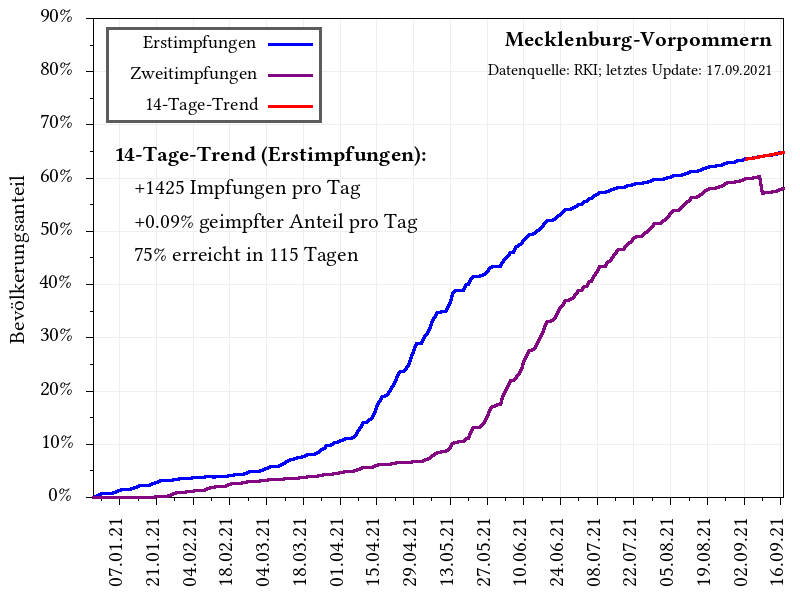 90%
80%
70%
60%
50%
40%
30%
20%
10%
0%
Bevölkerungsanteil
Erstimpfungen
Zweitimpfungen
14-Tage-Trend
Mecklenburg-Vorpommern
Datenquelle: RKI; letztes Update: 17.09.2021
14-Tage-Trend (Erstimpfungen):
+1425 Impfungen pro Tag
+0.09% geimpfter Anteil pro Tag
75% erreicht in 115 Tagen
07.01.21
21.01.21
04.02.21
18.02.21
04.03.21
18.03.21
01.04.21
15.04.21
29.04.21
13.05.21
27.05.21
10.06.21
24.06.21
08.07.21
22.07.21
05.08.21
19.08.21
02.09.21
16.09.21